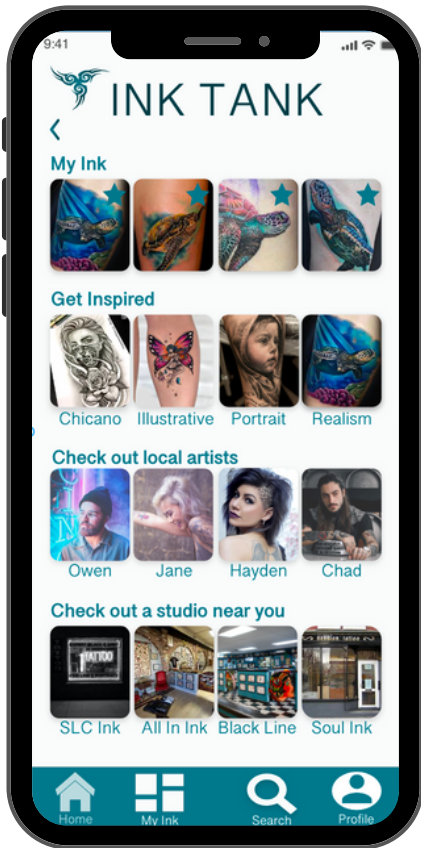 9:41
INK TANK
My Ink
Get Inspired
Chicano Illustrative Portrait Realism
Check out local artists
Owen Jane Hayden Chad
Check out a studio near you
TATTOO
SLC Ink All In Ink Black Line Soul Ink
Home My Ink Search Profile